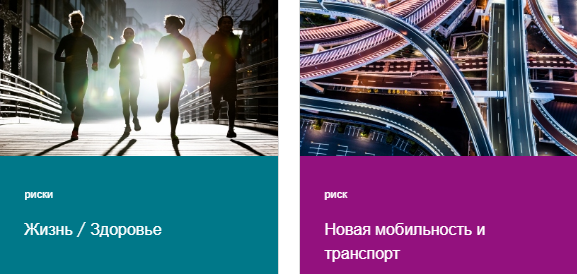 риски
Жизнь / Здоровье
риск
Новая мобильность и
транспорт